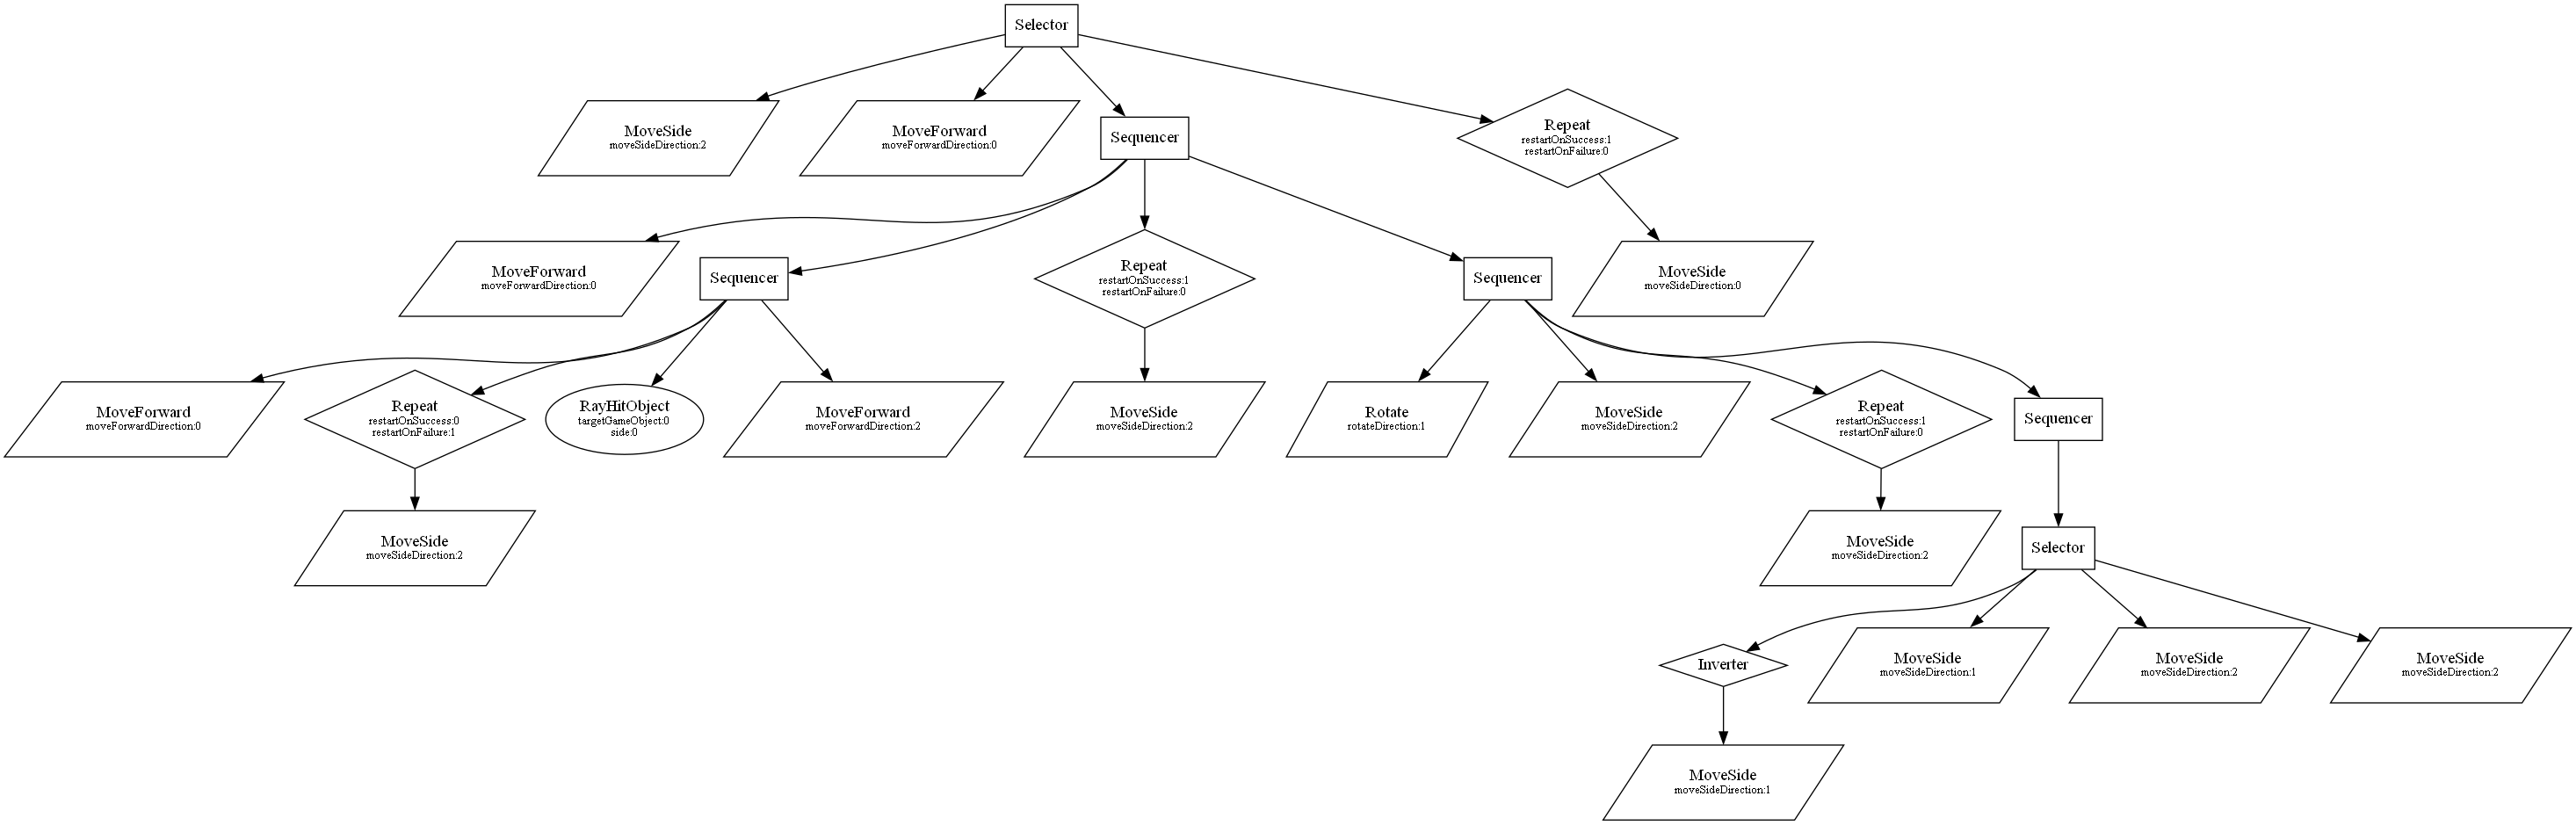 Selector
MoveSide
moveSideDirection:2
MoveForward
moveForwardDirection:0
Sequencer
Repeat
restartOnSuccess:1
restartOnFailure:0
MoveForward
moveForwardDirection:0
Sequencer
Repeat
restartOnSuccess:1
restartOnFailure:0
Sequencer
MoveSide
moveSideDirection:0
MoveForward
moveForwardDirection:0
Repeat
restartOnSuccess:0
restartOnFailure:1
RayHitObject
targetGameObject:0
side:0
MoveForward
moveForwardDirection:2
MoveSide
moveSideDirection:2
Rotate
rotateDirection:1
MoveSide
moveSideDirection:2
Repeat
restartOnSuccess:1
restartOnFailure:0
Sequencer
MoveSide
moveSideDirection:2
MoveSide
moveSideDirection:2
Selector
Inverter
MoveSide
moveSideDirection:1
MoveSide
moveSideDirection:2
MoveSide
moveSideDirection:2
MoveSide
moveSideDirection:1